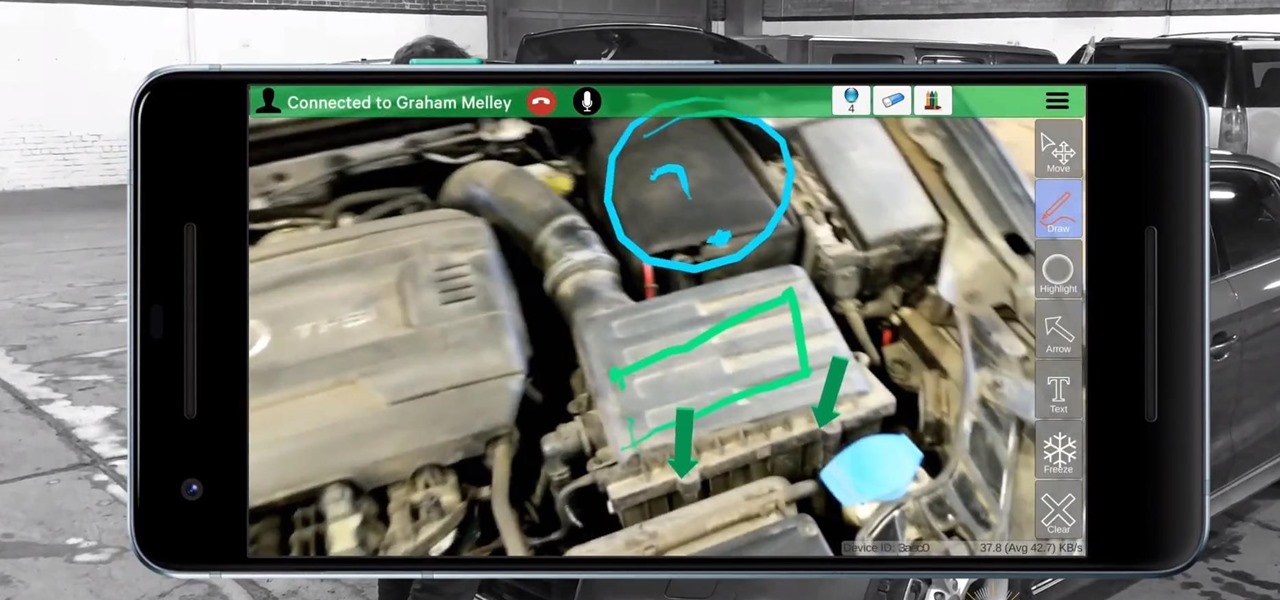 Connected to Graham Melley
4
Move
Draw
Highlight
Arrow
Text
Freeze
Clear
Device ID: 3aec0
37.8 (Avg 42.7) KB/s